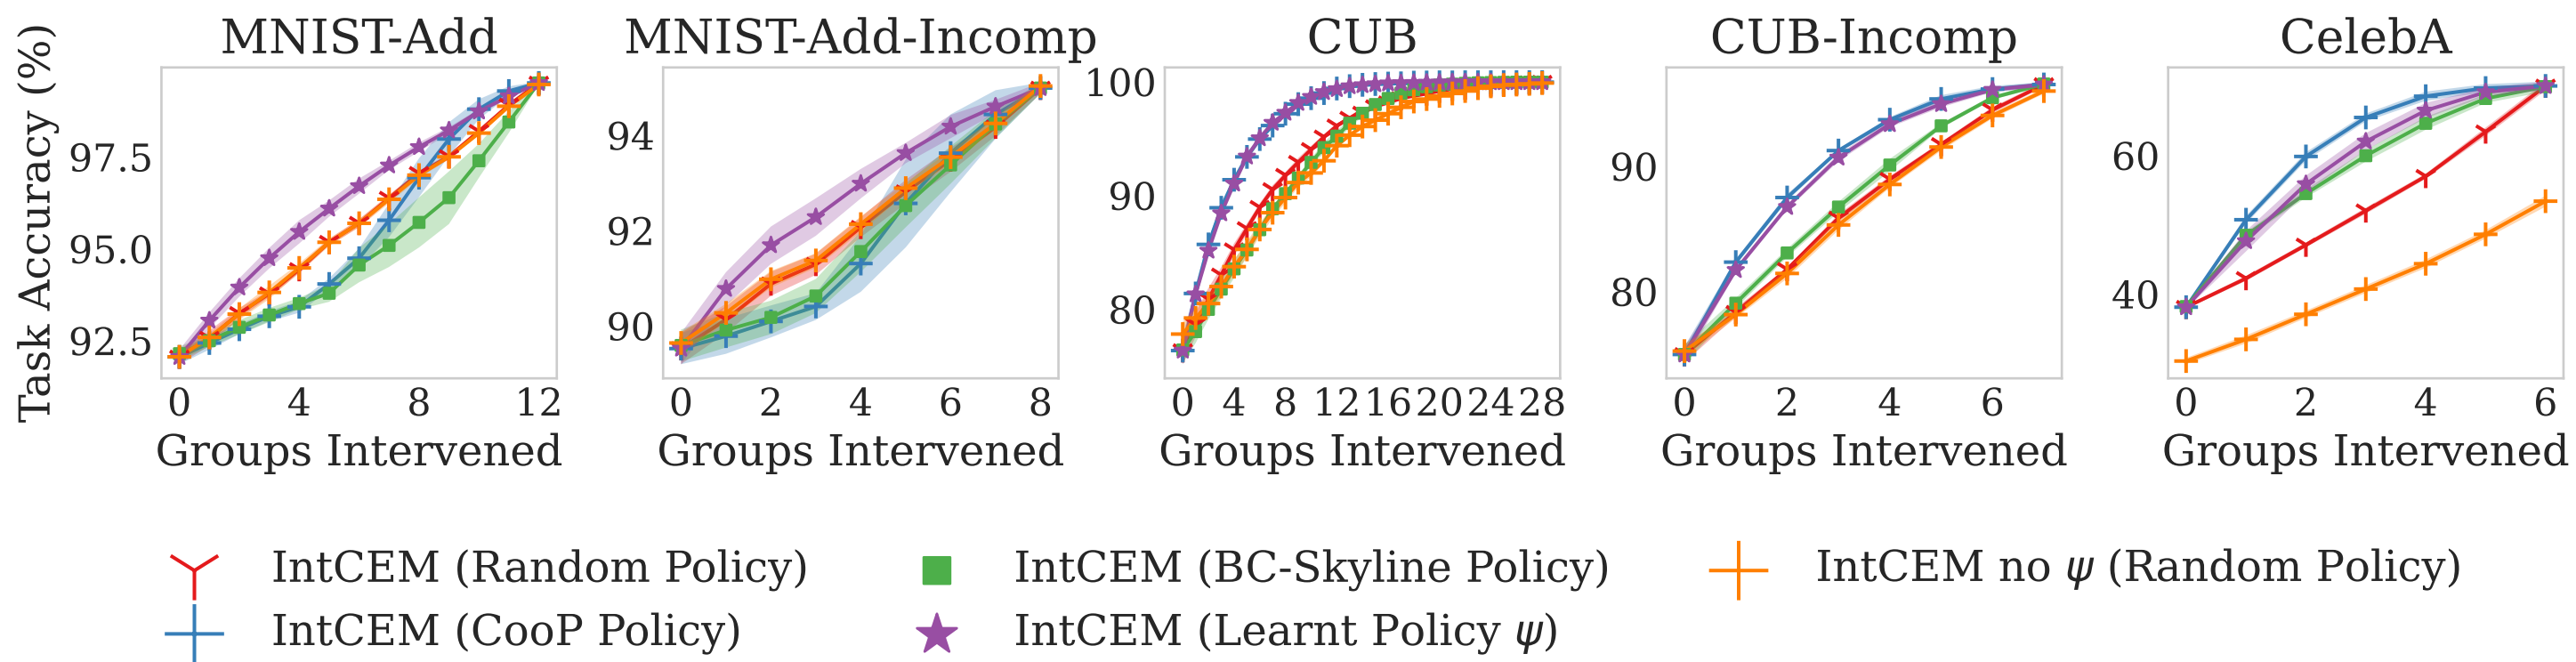 MNIST-Add MNIST-Add-Incomp CUB CUB-Incomp CelebA
Task Accuracy (%)
97.5
95.0
92.5
0 4 8 12
Groups Intervened
94
92
90
0 2 4 6 8
Groups Intervened
100
90
80
0 4 8 12 16 20 24 28
Groups Intervened
90
80
0 2 4 6
Groups Intervened
60
40
0 2 4 6
Groups Intervened
IntCEM (Random Policy) IntCEM (BC-Skyline Policy) IntCEM no ψ (Random Policy)
IntCEM (CooP Policy) IntCEM (Learnt Policy ψ)